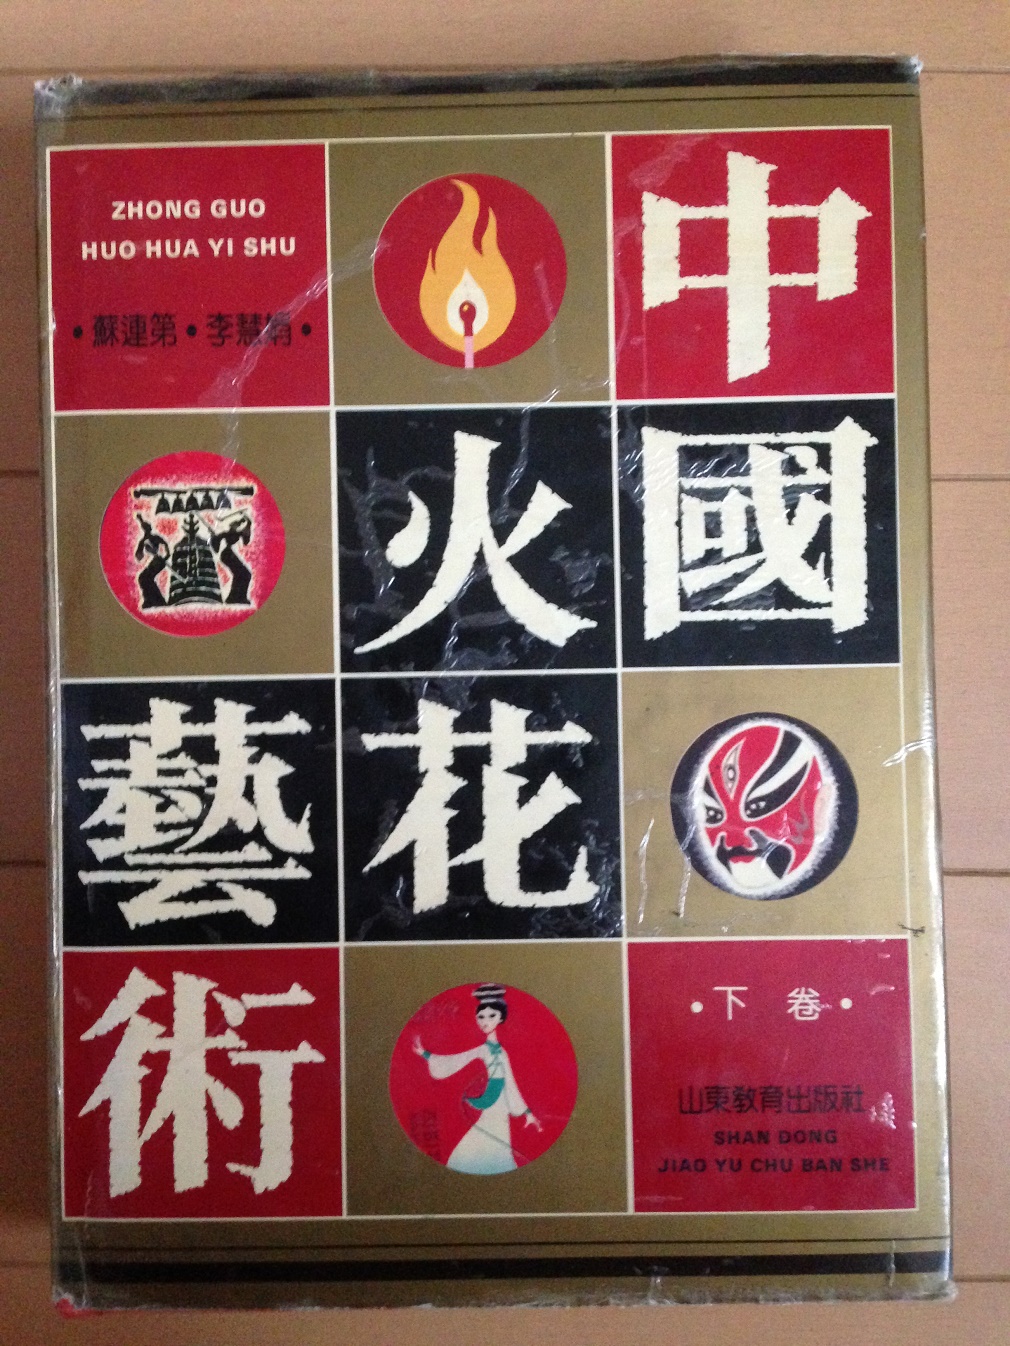 ZHONG GUO
HUO HUA YI SHU
•蘇連第•李慧娟•
中國
火花
藝術
•下 卷•
山東教育出版社
SHAN DONG
JIAO YU CHU BAN SHE